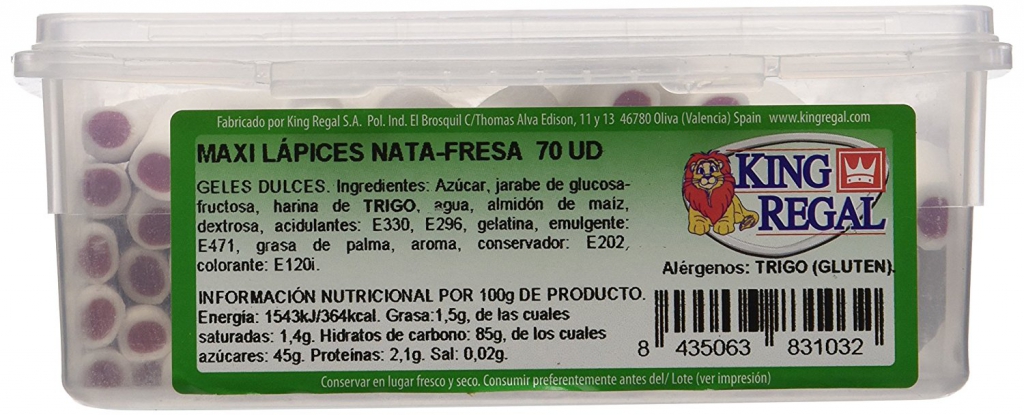 Fabricado por King Regal S.A. Pol. Ind. El Brosquil C/Thomas Alva Edison, 11 y 13 46780 Oliva (Valencia) Spain www.kingregal.com
MAXI LÁPICES NATA-FRESA 70 UD
GELES DULCES. Ingredientes: Azúcar, jarabe de glucosa-
fructosa, harina de TRIGO, agua, almidón de maíz,
dextrosa, acidulantes: E330, E296, gelatina, emulgente:
E471, grasa de palma, aroma, conservador: E202,
colorante: E120i.
KING
REGAL
Alérgenos: TRIGO (GLUTEN).
INFORMACIÓN NUTRICIONAL POR 100g DE PRODUCTO.
Energía: 1543kJ/364kcal. Grasa:1,5g, de las cuales
saturadas: 1,4g. Hidratos de carbono: 85g, de los cuales
azúcares: 45g. Proteínas: 2,1g. Sal: 0,02g.
8 435063 831032
Conservar en lugar fresco y seco. Consumir preferentemente antes del/ Lote (ver impresión)